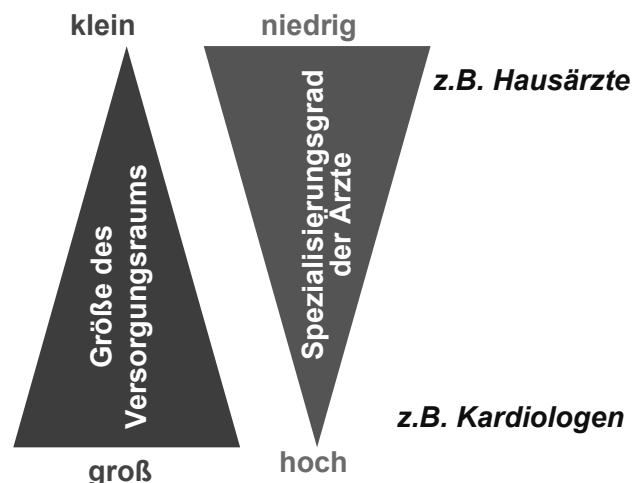 klein
niedrig
z.B. Hausärzte
Größe des
Versorgungsraums
Spezialisierungsgrad
der Ärzte
z.B. Kardiologen
groß
hoch